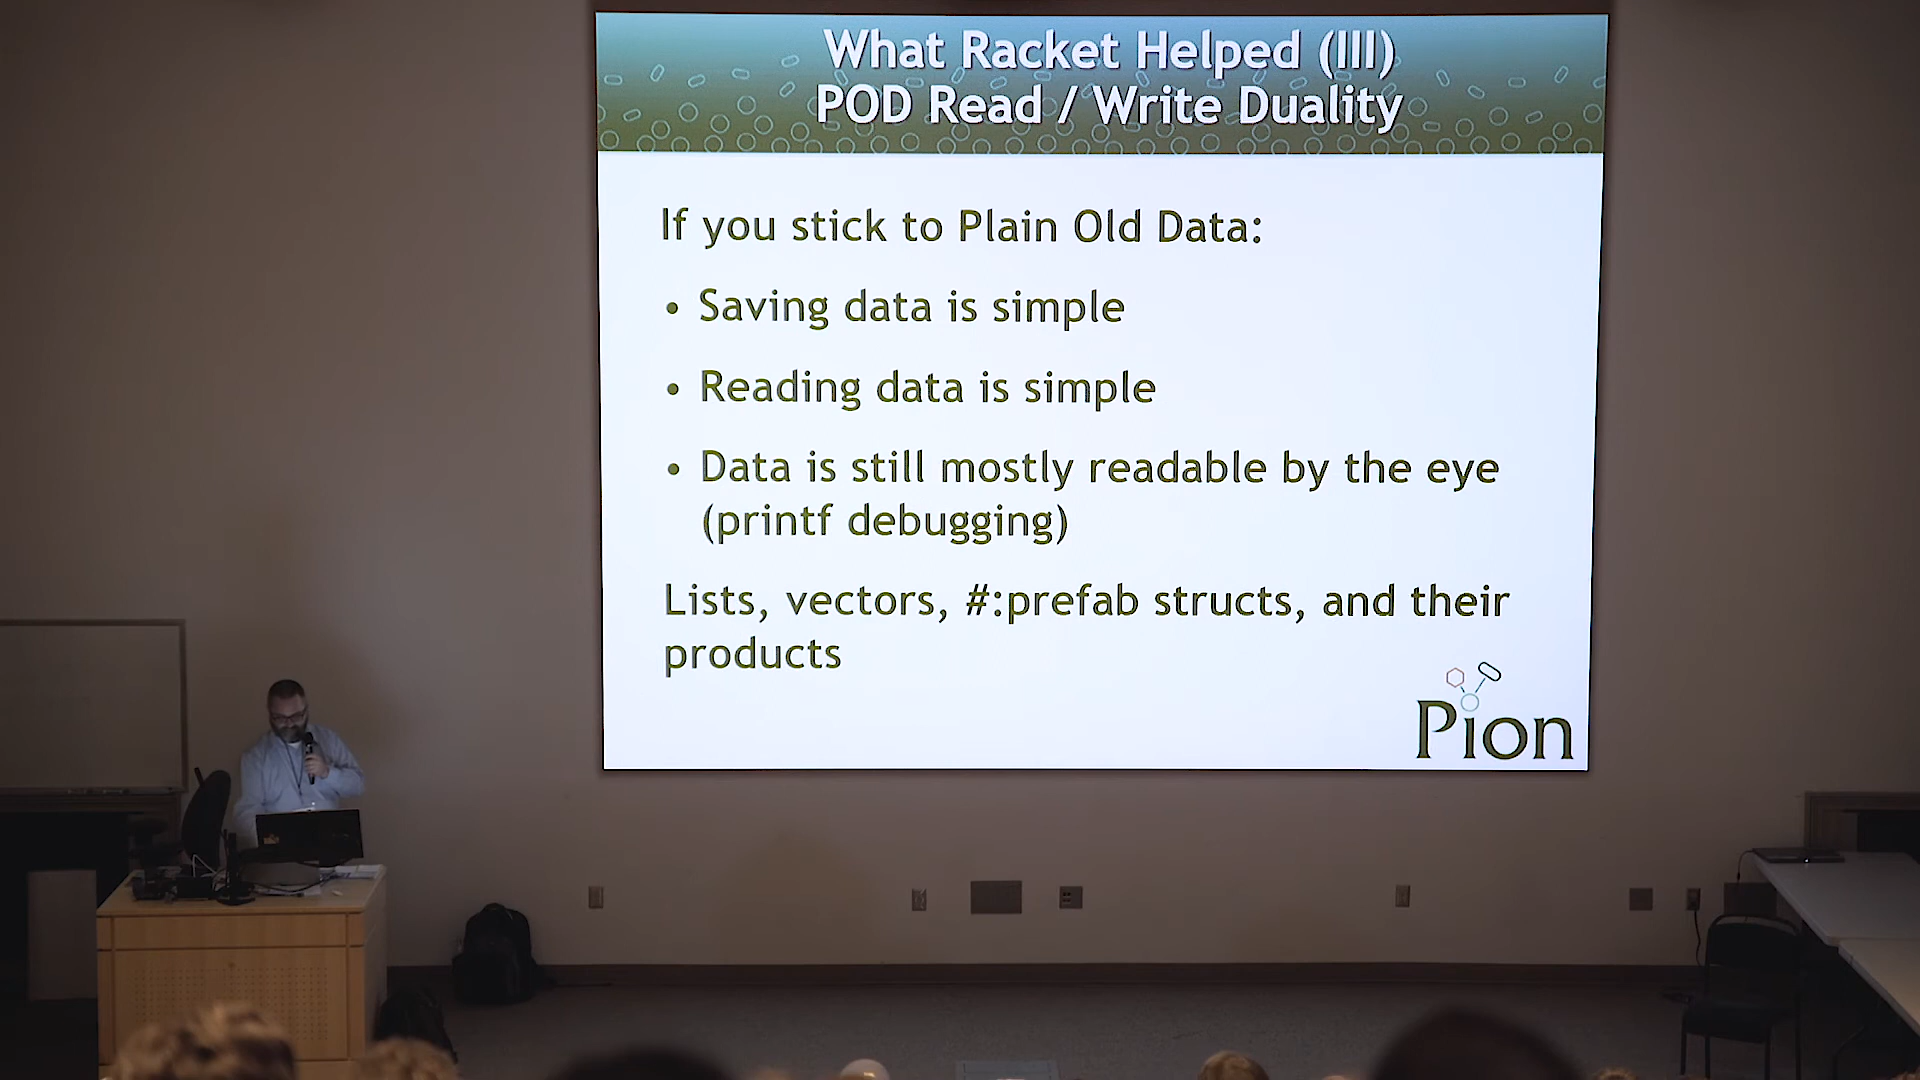 What Racket Helped (III)
POD Read / Write Duality
If you stick to Plain Old Data:
• Saving data is simple
• Reading data is simple
• Data is still mostly readable by the eye
(printf debugging)
Lists, vectors, #:prefab structs, and their
products
Pion